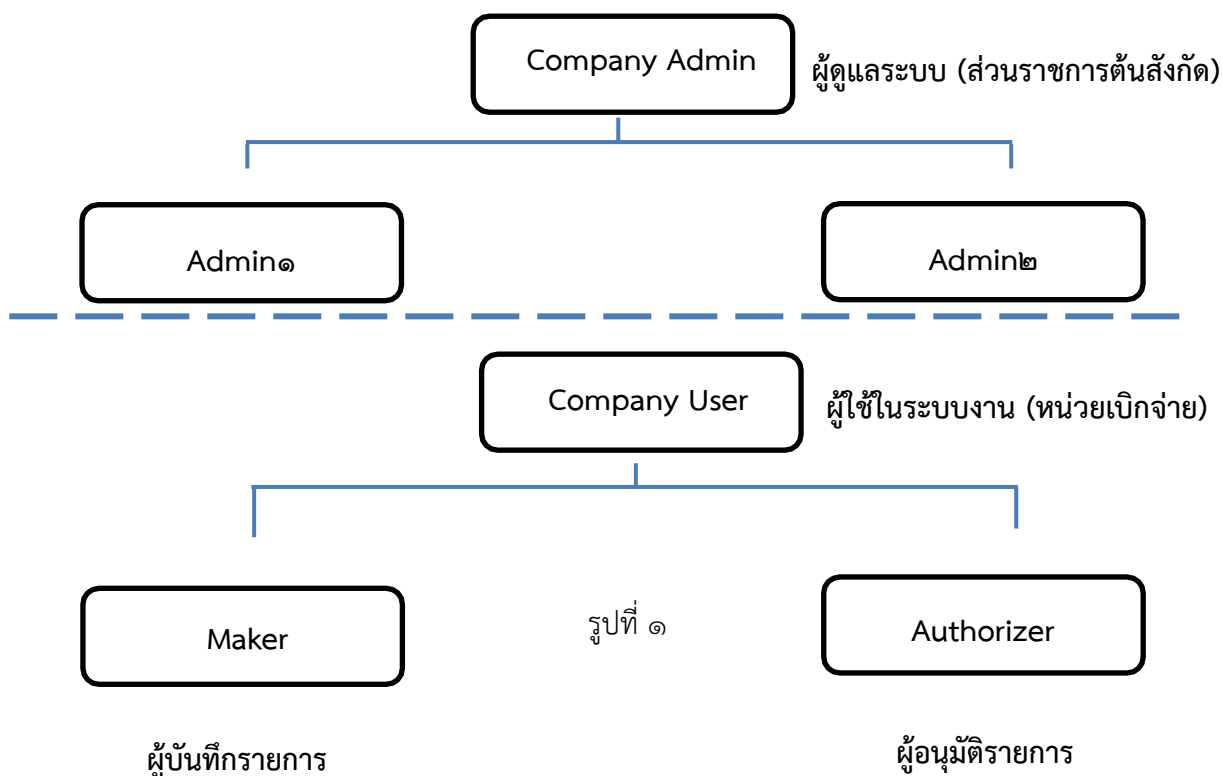 Company Admin
ผู้ดูแลระบบ (ส่วนราชการต้นสังกัด)
Admin๑
Admin๒
Company User
ผู้ใช้ในระบบงาน (หน่วยเบิกจ่าย)
Maker
รูปที่ ๑
Authorizer
ผู้บันทึกรายการ
ผู้อนุมัติรายการ